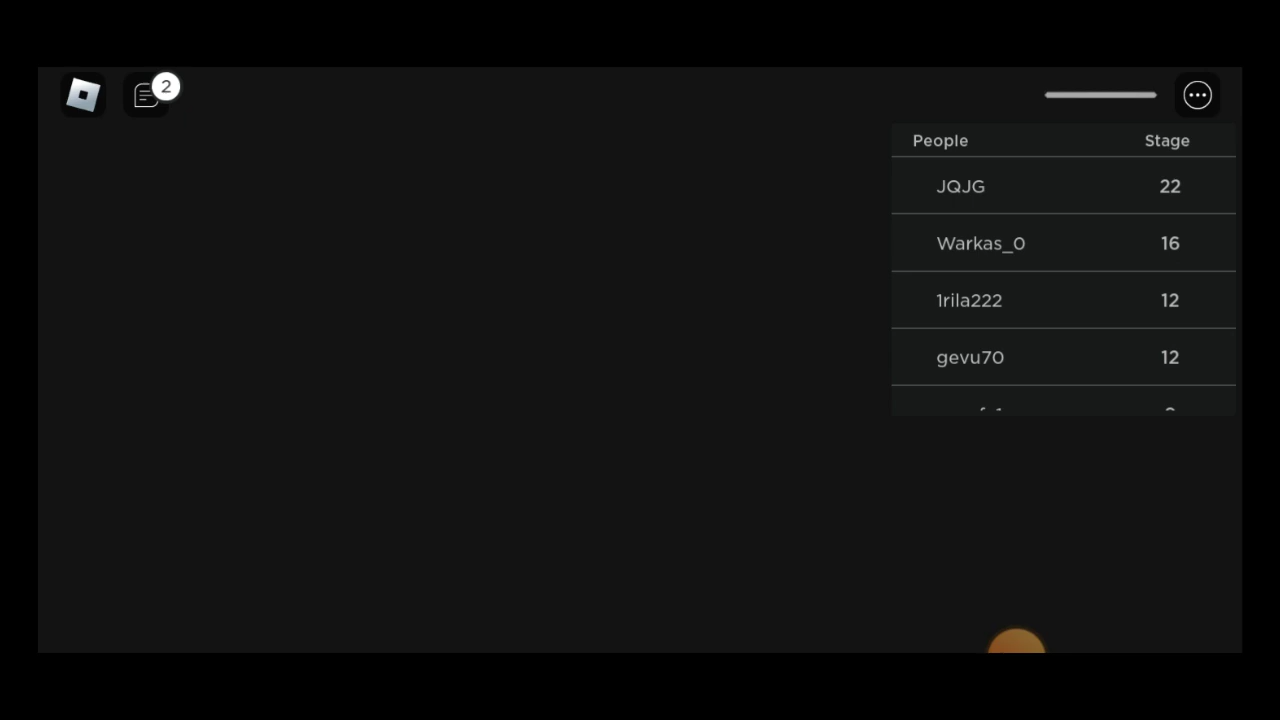 2
People Stage
JQJG 22
Warkas_0 16
1rila222 12
gevu70 12